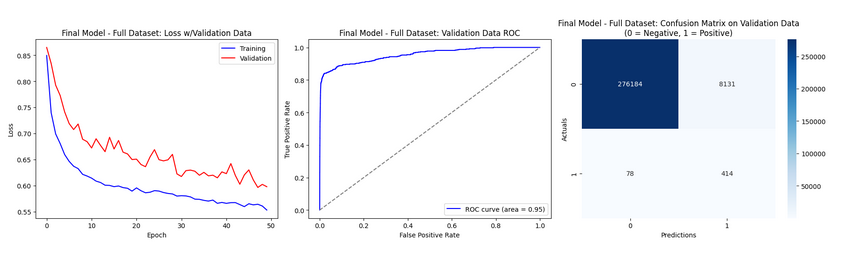 Final Model - Full Dataset: Loss w/Validation Data
Training
Validation
0.85
0.80
0.75
0.70
0.65
0.60
0.55
Loss
0 10 20 30 40 50
Epoch
Final Model - Full Dataset: Validation Data ROC
1.0
0.8
0.6
0.4
0.2
0.0
True Positive Rate
ROC curve (area = 0.95)
0.0 0.2 0.4 0.6 0.8 1.0
False Positive Rate
Final Model - Full Dataset: Confusion Matrix on Validation Data
(0 = Negative, 1 = Positive)
Actuals
0
276184 8131
1
78 414
0 1
Predictions
250000
200000
150000
100000
50000